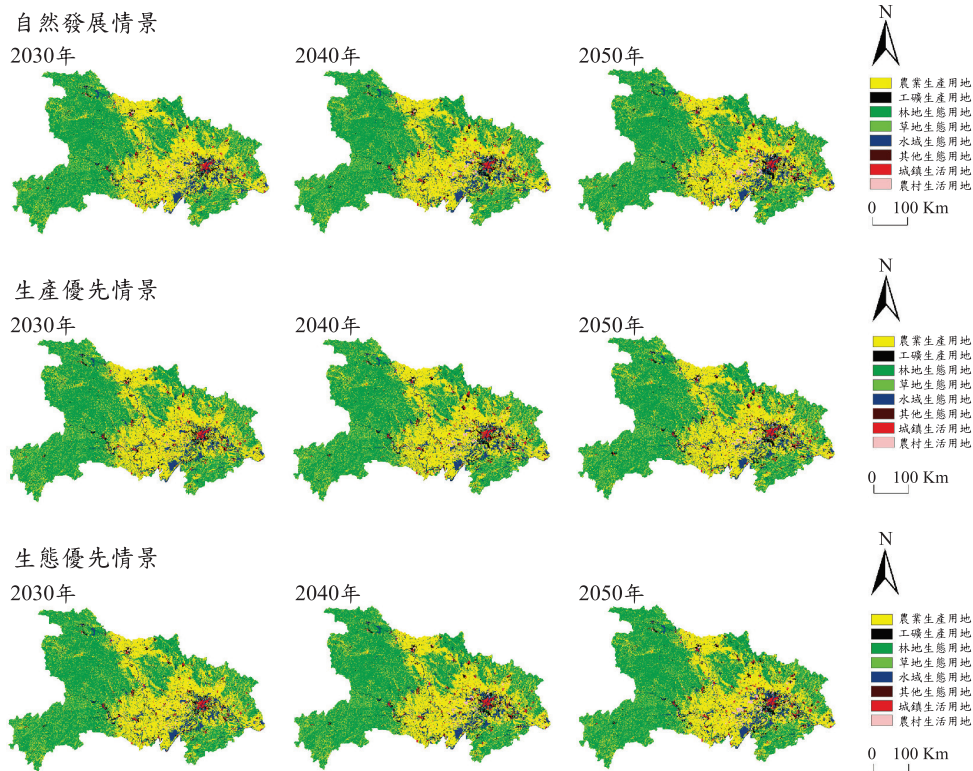 自然發展情景
2030年
2040年
2050年
N
農業生產用地
工礦生產用地
林地生態用地
草地生態用地
水域生態用地
其他生態用地
城鎮生活用地
農村生活用地
0 100 Km
生產優先情景
2030年
2040年
2050年
N
農業生產用地
工礦生產用地
林地生態用地
草地生態用地
水域生態用地
其他生態用地
城鎮生活用地
農村生活用地
0 100 Km
生態優先情景
2030年
2040年
2050年
N
農業生產用地
工礦生產用地
林地生態用地
草地生態用地
水域生態用地
其他生態用地
城鎮生活用地
農村生活用地
0 100 Km